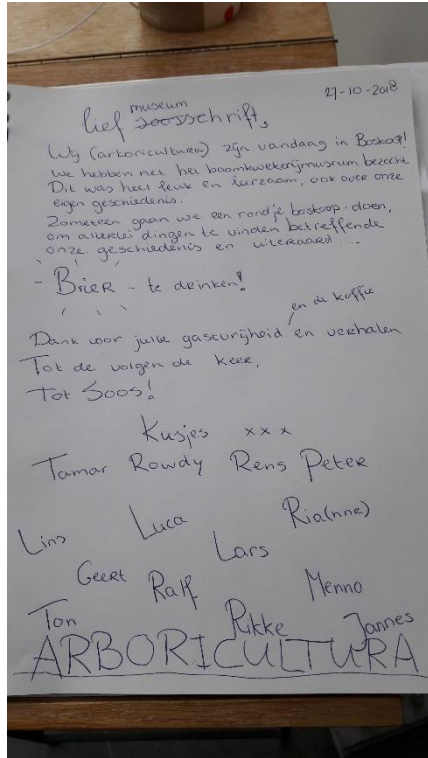 27-10-2018
museum
lief soosschrift,
Wij (arboricultura) zijn vandaag in Boskoop!
we hebben net het boomkwekerijmuseum bezocht.
Dit was heel leuk en leerzaam, ook over onze
eigen geschiedenis.
Zometeen gaan we een rondje boskoop doen,
om allerlei dingen te vinden betreffende
onze geschiedenis en uiteraard...
- BIER - te drinken!
en de koffie
Dank voor jullie gastvrijheid en verhalen
Tot de volgende keer,
Tot Soos!
Kusjes xxx
Tamar Rowdy Rens Peter
Luca Ria(nne)
Lins Lars
Geert Ralf Menno
Ton Rikke Jannes
ARBORICULTURA